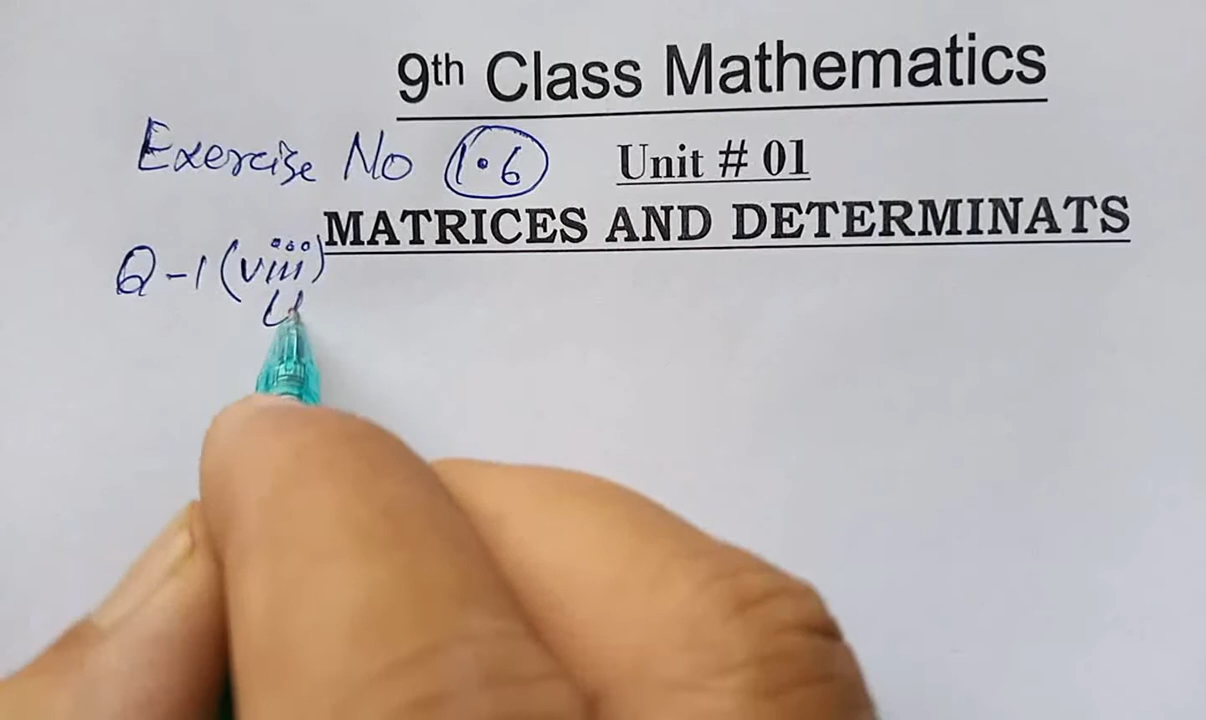 9th Class Mathematics
Exercise No 1.6 Unit # 01
MATRICES AND DETERMINATS
Q-1 (viii)